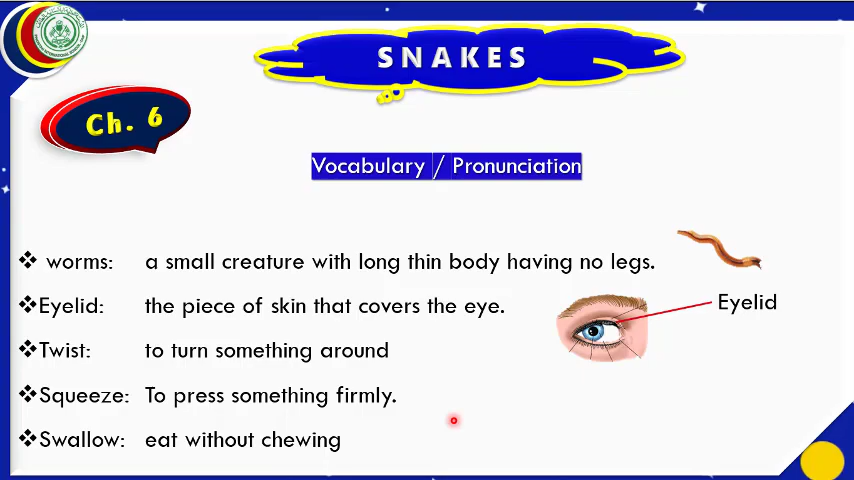 SNAKES
Ch. 6
Vocabulary / Pronunciation
❖ worms: a small creature with long thin body having no legs.
❖Eyelid: the piece of skin that covers the eye.
Eyelid
❖Twist: to turn something around
❖Squeeze: To press something firmly.
❖Swallow: eat without chewing